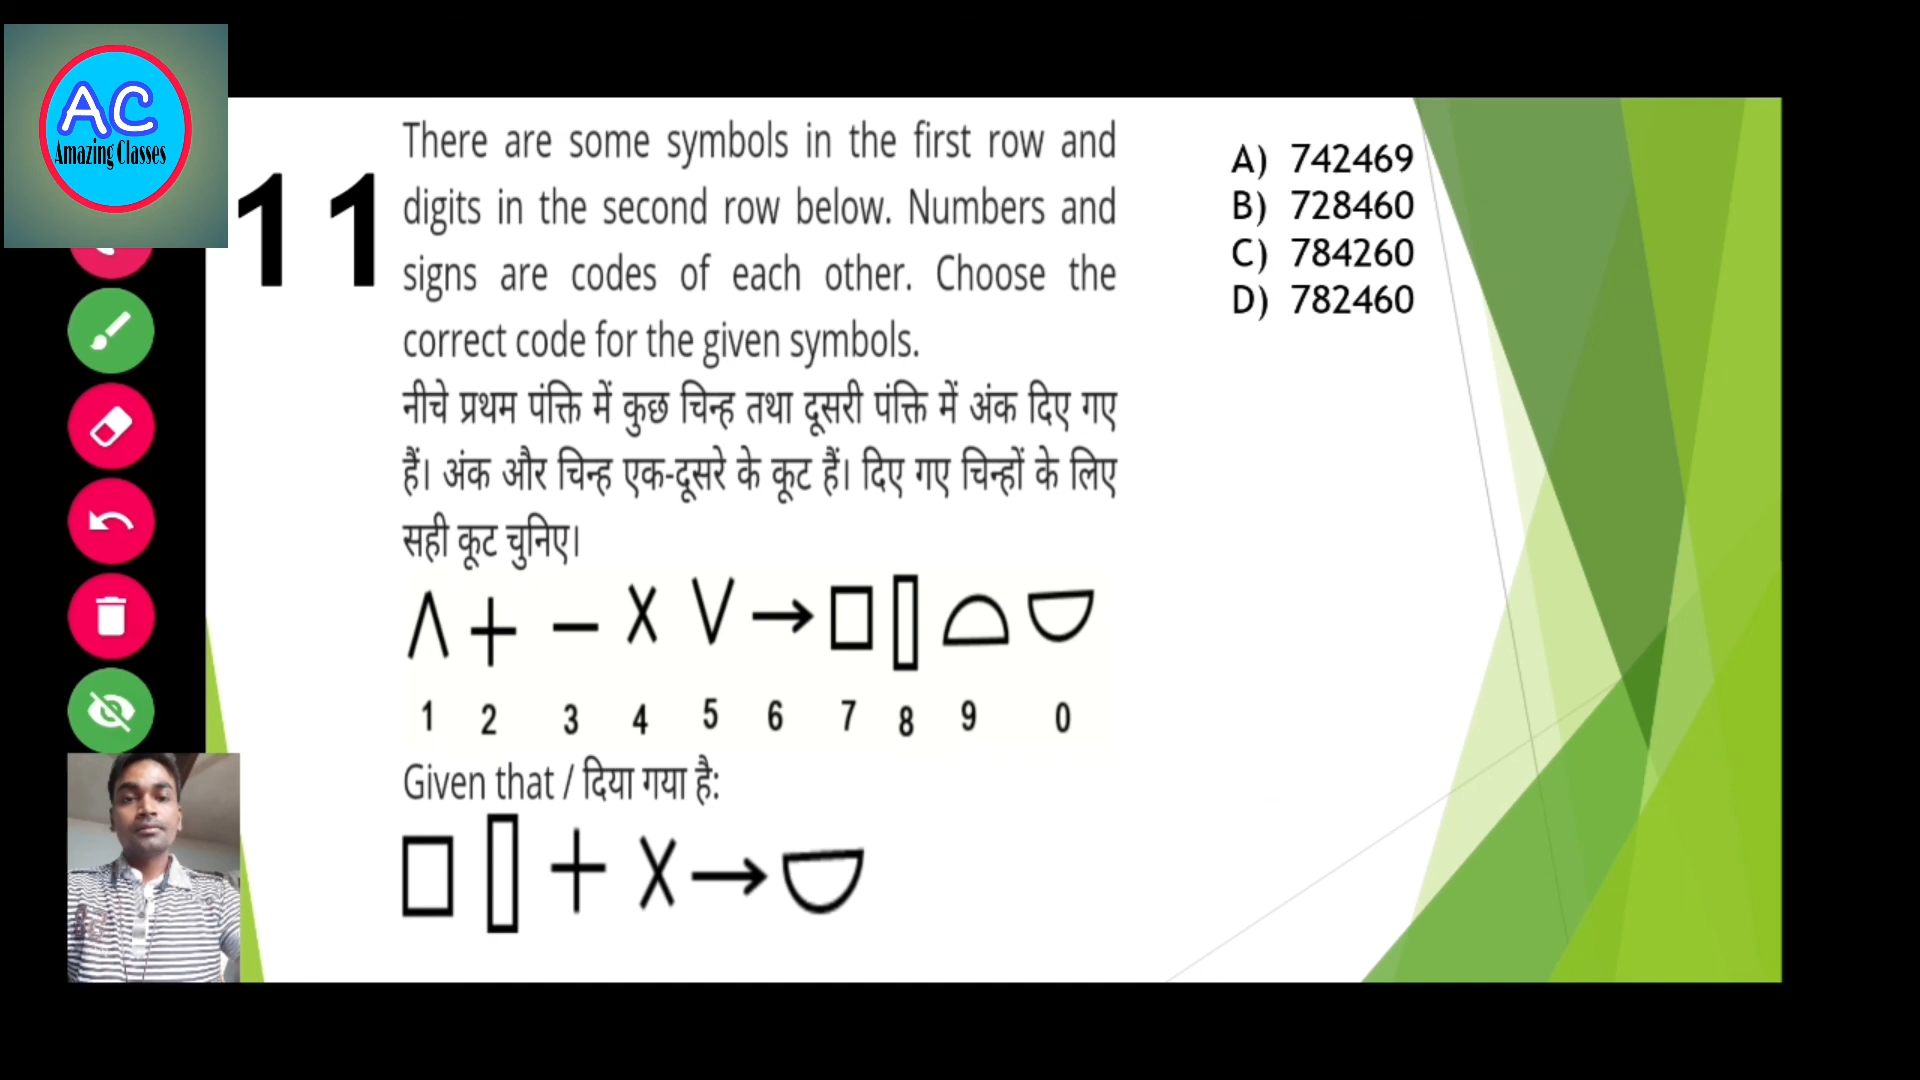 AC
Amazing Classes
11
There are some symbols in the first row and
digits in the second row below. Numbers and
signs are codes of each other. Choose the
correct code for the given symbols.
नीचे प्रथम पंक्ति में कुछ चिन्ह तथा दूसरी पंक्ति में अंक दिए गए
हैं। अंक और चिन्ह एक-दूसरे के कूट हैं। दिए गए चिन्हों के लिए
सही कूट चुनिए।
Λ + − X V → □ ▯ ⌓ ◡
1 2 3 4 5 6 7 8 9 0
Given that / दिया गया है:
□ ▯ + X → ◡
A) 742469
B) 728460
C) 784260
D) 782460